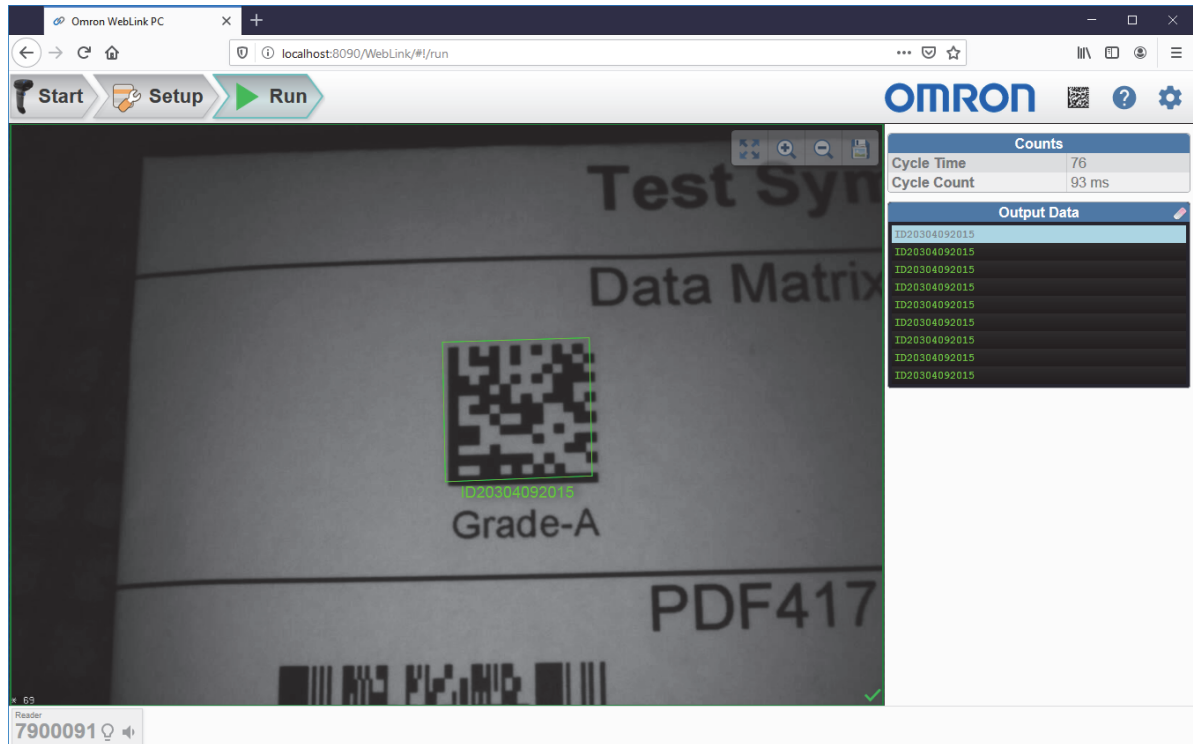 Omron WebLink PC
localhost:8090/WebLink/#!/run
Start
Setup
Run
OMRON
Test Sym
Data Matrix
ID20304092015
Grade-A
PDF417
× 69
Counts
Cycle Time 76
Cycle Count 93 ms
Output Data
ID20304092015
ID20304092015
ID20304092015
ID20304092015
ID20304092015
ID20304092015
ID20304092015
ID20304092015
ID20304092015
Reader
7900091